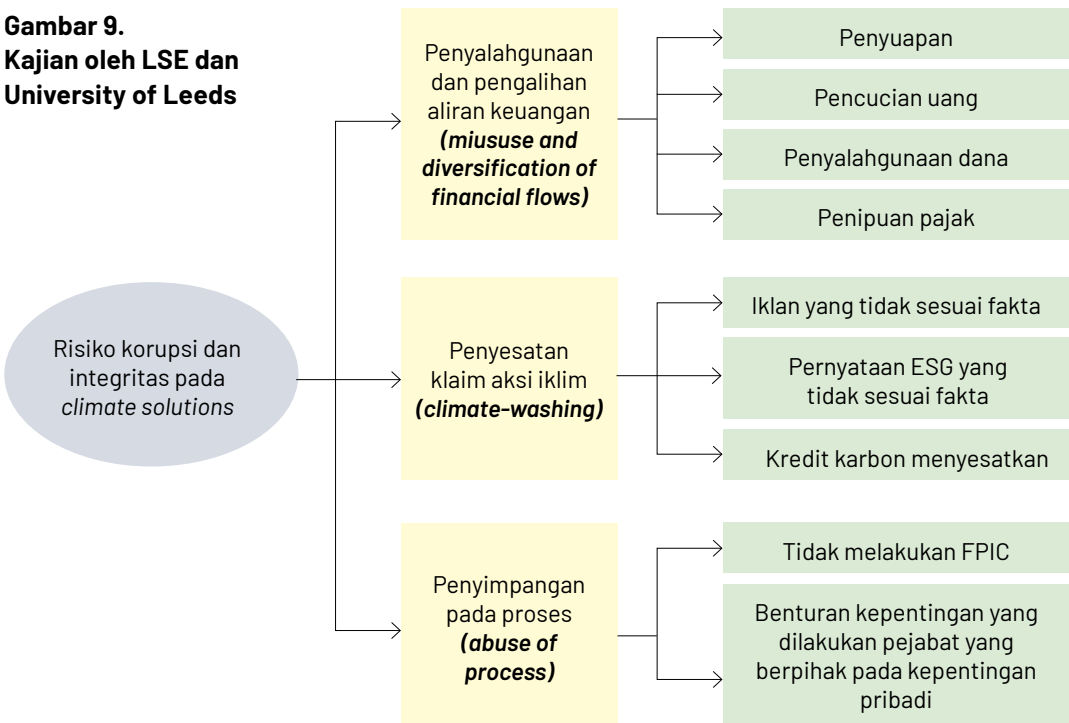 Gambar 9.
Kajian oleh LSE dan
University of Leeds
Risiko korupsi dan
integritas pada
climate solutions
Penyalahgunaan
dan pengalihan
aliran keuangan
(miususe and
diversification of
financial flows)
Penyuapan
Pencucian uang
Penyalahgunaan dana
Penipuan pajak
Penyesatan
klaim aksi iklim
(climate-washing)
Iklan yang tidak sesuai fakta
Pernyataan ESG yang
tidak sesuai fakta
Kredit karbon menyesatkan
Penyimpangan
pada proses
(abuse of
process)
Tidak melakukan FPIC
Benturan kepentingan yang
dilakukan pejabat yang
berpihak pada kepentingan
pribadi